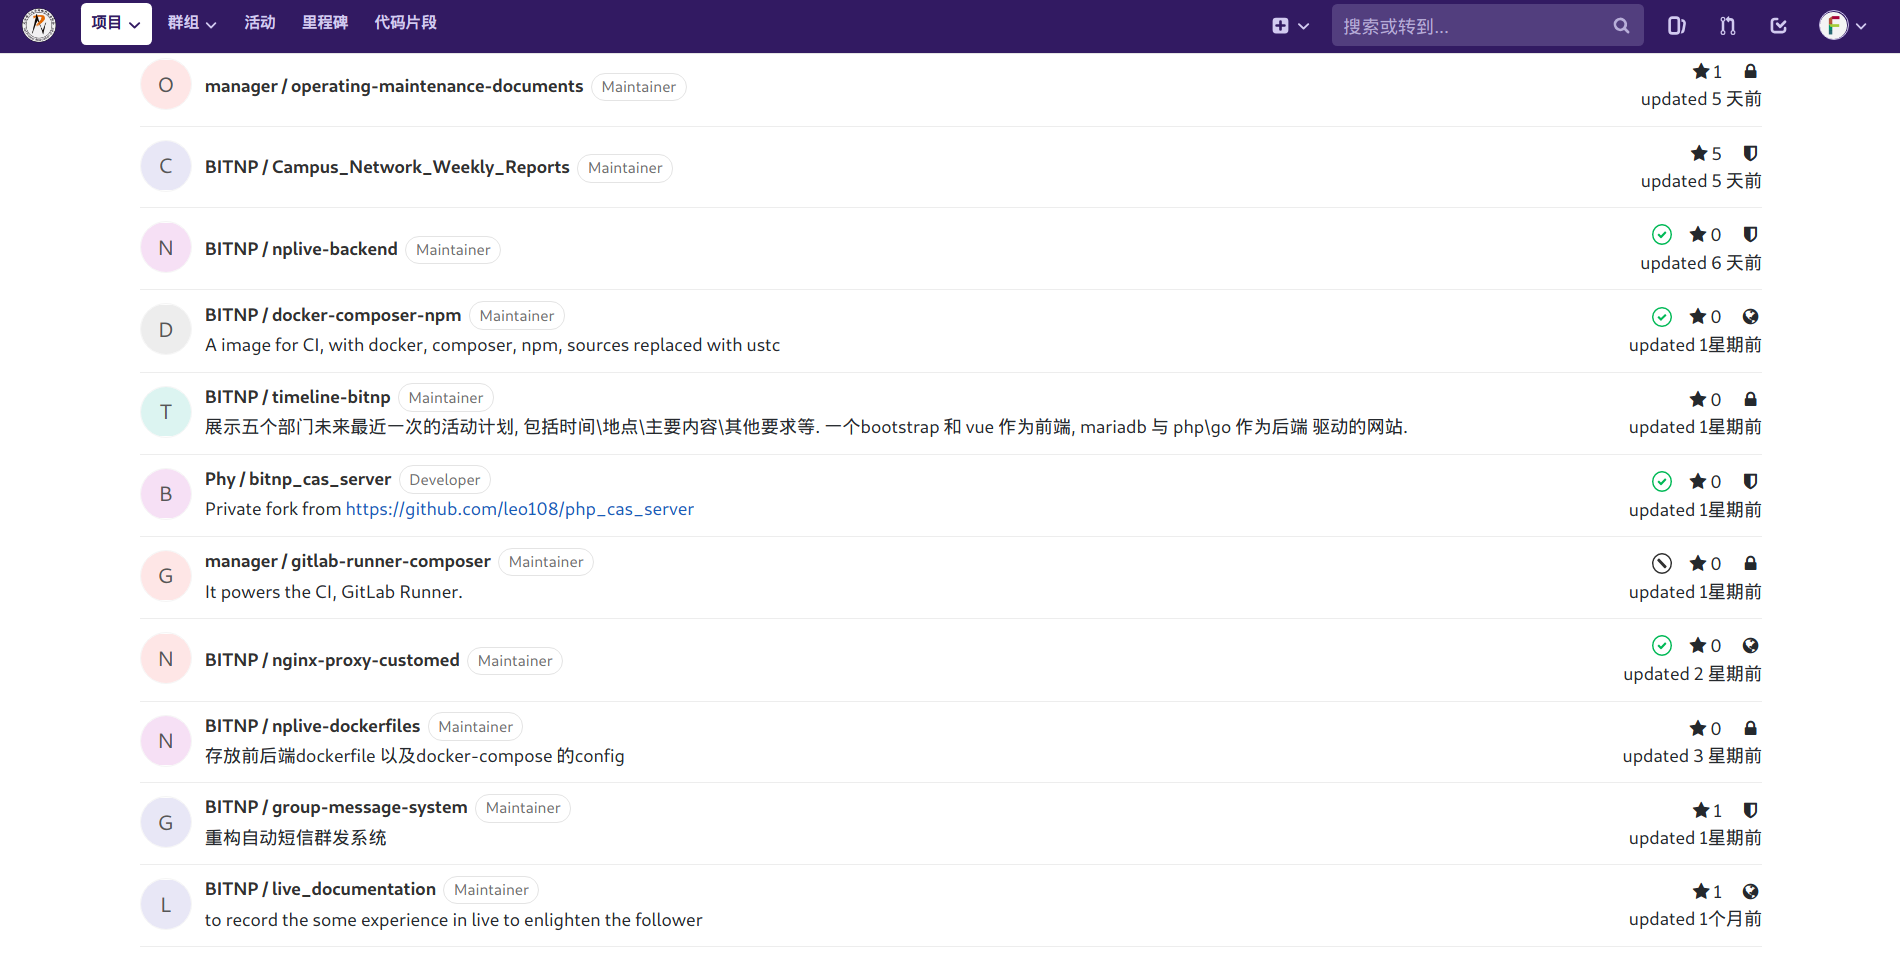 项目 群组 活动 里程碑 代码片段 搜索或转到... F
O manager / operating-maintenance-documents Maintainer 1
updated 5 天前
C BITNP / Campus_Network_Weekly_Reports Maintainer 5
updated 5 天前
N BITNP / nplive-backend Maintainer 0
updated 6 天前
D BITNP / docker-composer-npm Maintainer 0
A image for CI, with docker, composer, npm, sources replaced with ustc updated 1星期前
T BITNP / timeline-bitnp Maintainer 0
展示五个部门未来最近一次的活动计划, 包括时间\地点\主要内容\其他要求等. 一个bootstrap 和 vue 作为前端, mariadb 与 php\go 作为后端 驱动的网站. updated 1星期前
B Phy / bitnp_cas_server Developer 0
Private fork from https://github.com/leo108/php_cas_server updated 1星期前
G manager / gitlab-runner-composer Maintainer 0
It powers the CI, GitLab Runner. updated 1星期前
N BITNP / nginx-proxy-customed Maintainer 0
updated 2 星期前
N BITNP / nplive-dockerfiles Maintainer 0
存放前后端dockerfile 以及docker-compose 的config updated 3 星期前
G BITNP / group-message-system Maintainer 1
重构自动短信群发系统 updated 1星期前
L BITNP / live_documentation Maintainer 1
to record the some experience in live to enlighten the follower updated 1个月前